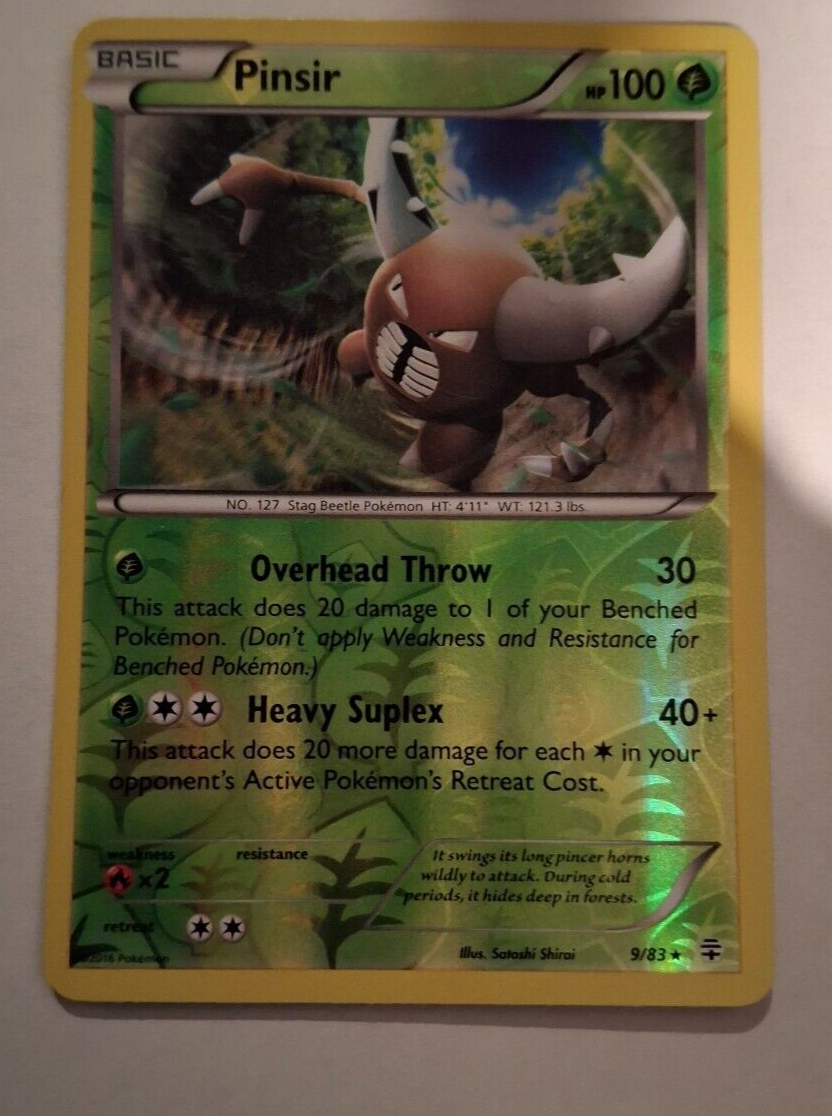 BASIC
Pinsir
HP 100
NO. 127 Stag Beetle Pokémon HT: 4'11" WT: 121.3 lbs.
Overhead Throw 30
This attack does 20 damage to 1 of your Benched
Pokémon. (Don't apply Weakness and Resistance for
Benched Pokémon.)
Heavy Suplex 40+
This attack does 20 more damage for each in your
opponent's Active Pokémon's Retreat Cost.
weakness resistance
×2
It swings its long pincer horns
wildly to attack. During cold
periods, it hides deep in forests.
retreat
©2016 Pokémon
Illus. Satoshi Shirai
9/83 ★